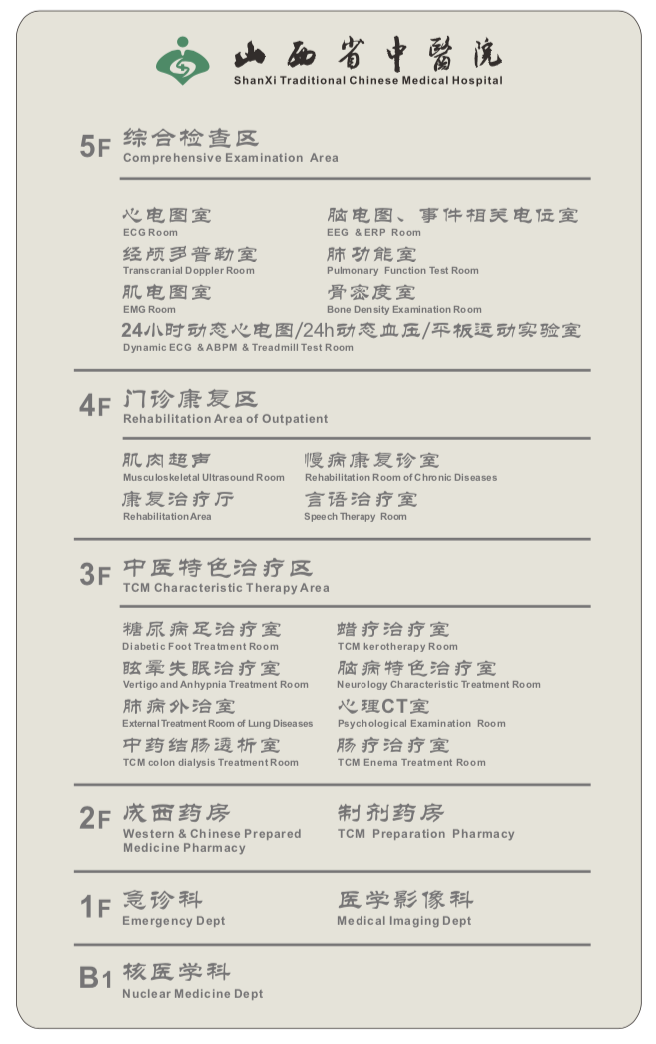 山西省中醫院
ShanXi Traditional Chinese Medical Hospital
5F 综合检查区
Comprehensive Examination Area
心电图室 脑电图、事件相关电位室
ECG Room EEG & ERP Room
经颅多普勒室 肺功能室
Transcranial Doppler Room Pulmonary Function Test Room
肌电图室 骨密度室
EMG Room Bone Density Examination Room
24小时动态心电图/24h动态血压/平板运动实验室
Dynamic ECG & ABPM & Treadmill Test Room
4F 门诊康复区
Rehabilitation Area of Outpatient
肌肉超声 慢病康复诊室
Musculoskeletal Ultrasound Room Rehabilitation Room of Chronic Diseases
康复治疗厅 言语治疗室
Rehabilitation Area Speech Therapy Room
3F 中医特色治疗区
TCM Characteristic Therapy Area
糖尿病足治疗室 蜡疗治疗室
Diabetic Foot Treatment Room TCM kerotherapy Room
眩晕失眠治疗室 脑病特色治疗室
Vertigo and Anhypnia Treatment Room Neurology Characteristic Treatment Room
肺病外治室 心理CT室
External Treatment Room of Lung Diseases Psychological Examination Room
中药结肠透析室 肠疗治疗室
TCM colon dialysis Treatment Room TCM Enema Treatment Room
2F 成西药房 制剂药房
Western & Chinese Prepared TCM Preparation Pharmacy
Medicine Pharmacy
1F 急诊科 医学影像科
Emergency Dept Medical Imaging Dept
B1 核医学科
Nuclear Medicine Dept